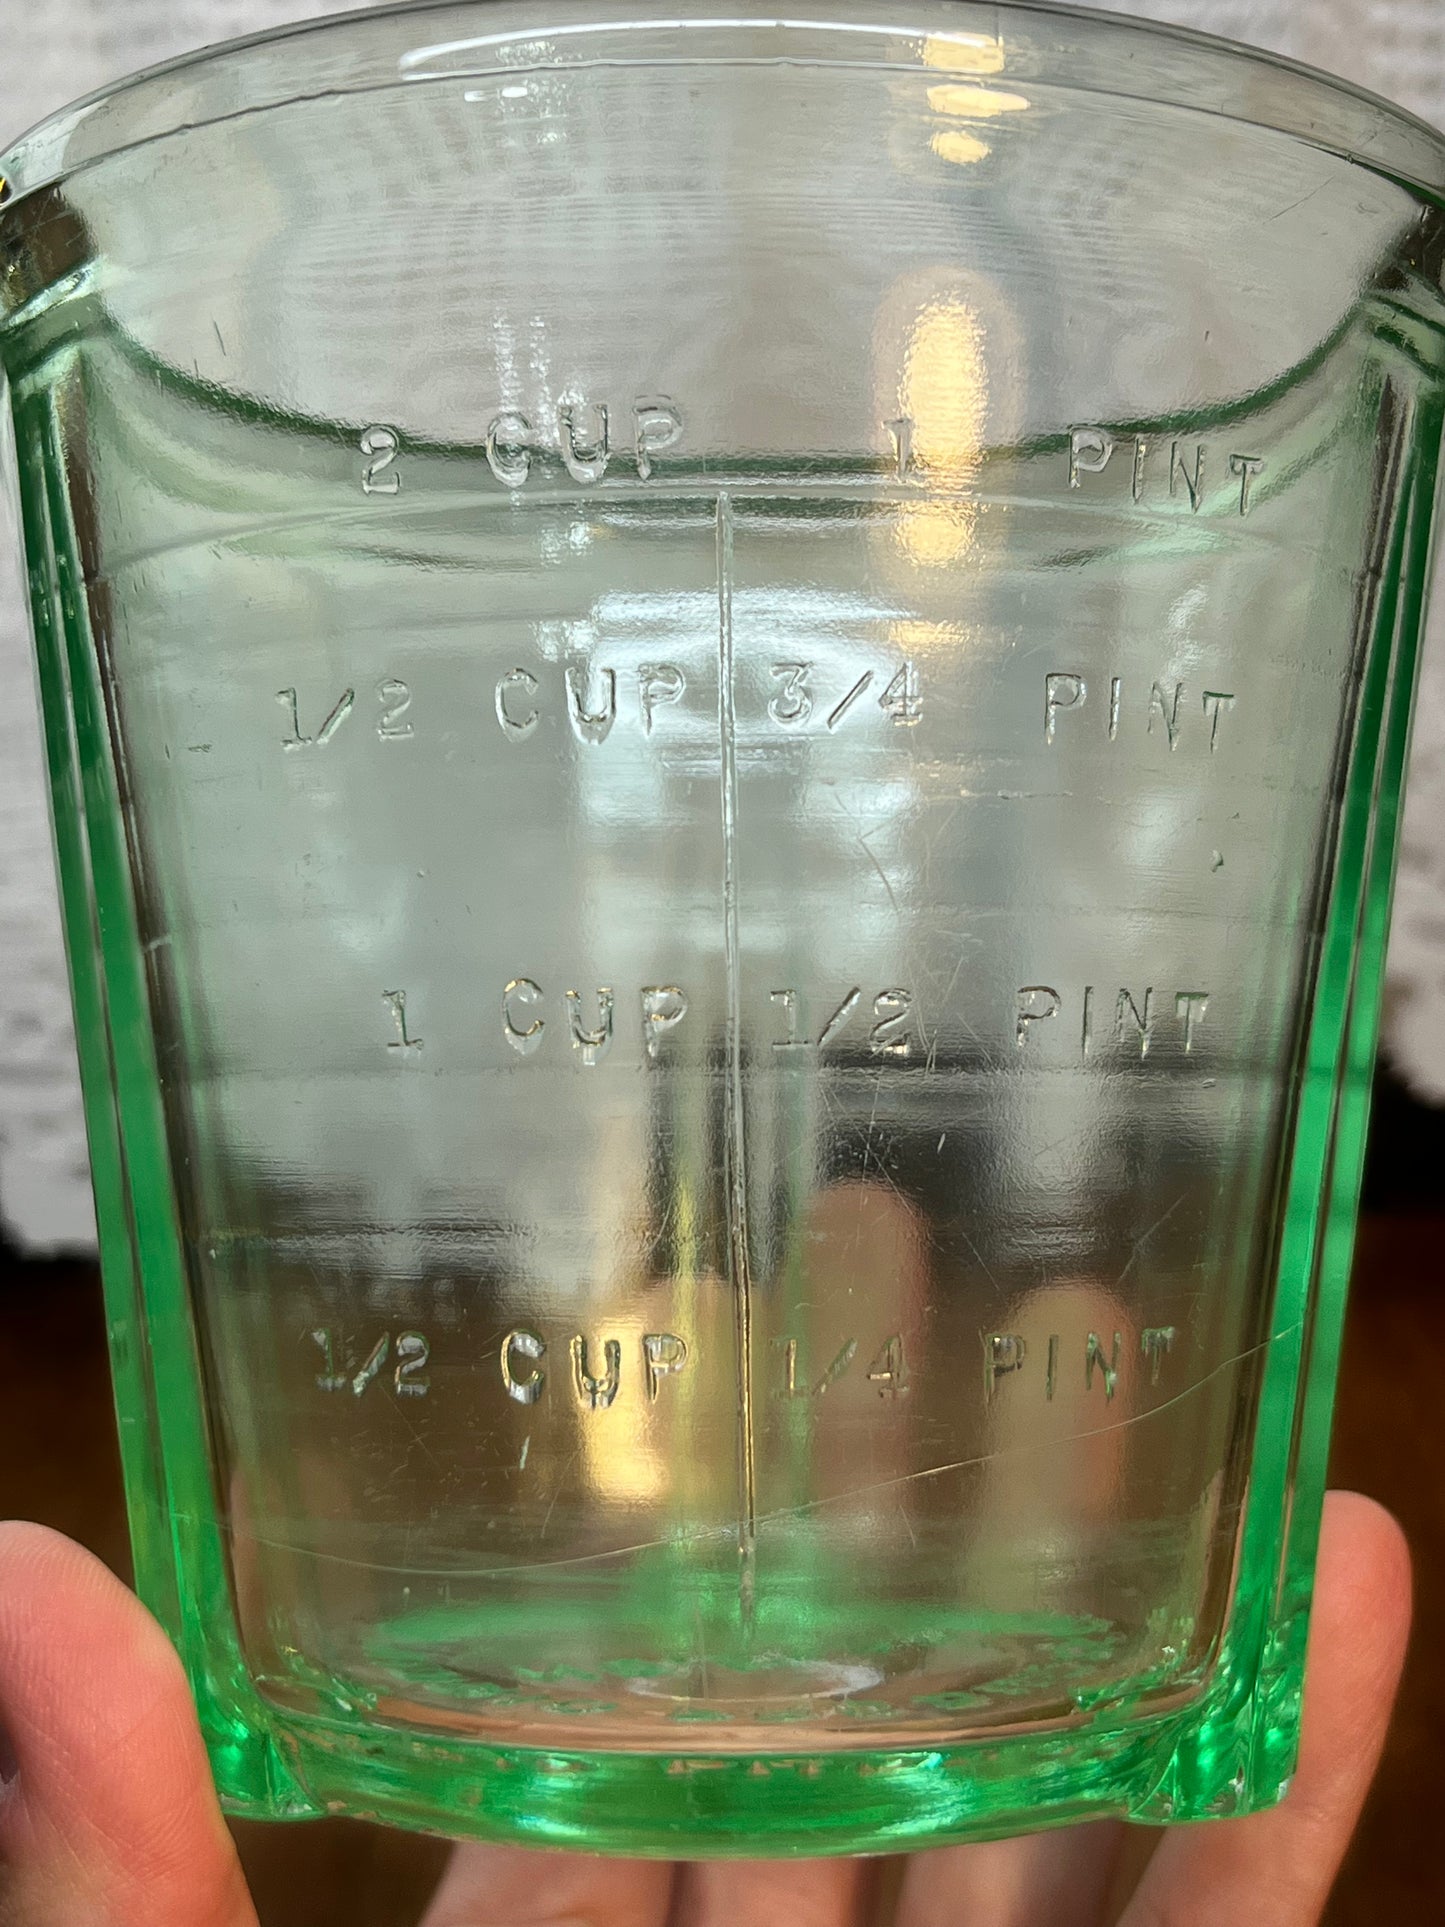 2 CUP 1 PINT
1/2 CUP 3/4 PINT
1 CUP 1/2 PINT
1/2 CUP 1/4 PINT